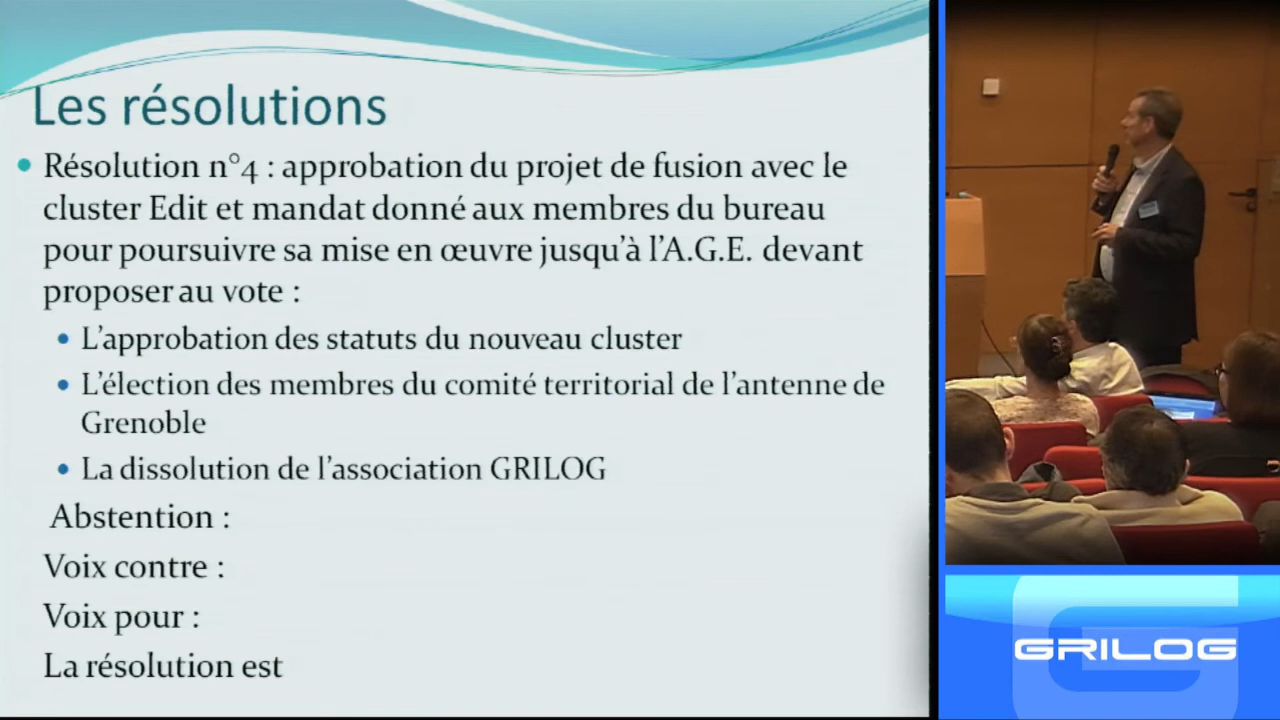 Les résolutions
Résolution n°4 : approbation du projet de fusion avec le
cluster Edit et mandat donné aux membres du bureau
pour poursuivre sa mise en œuvre jusqu’à l’A.G.E. devant
proposer au vote :
L’approbation des statuts du nouveau cluster
L’élection des membres du comité territorial de l’antenne de
Grenoble
La dissolution de l’association GRILOG
Abstention :
Voix contre :
Voix pour :
La résolution est
GRILOG